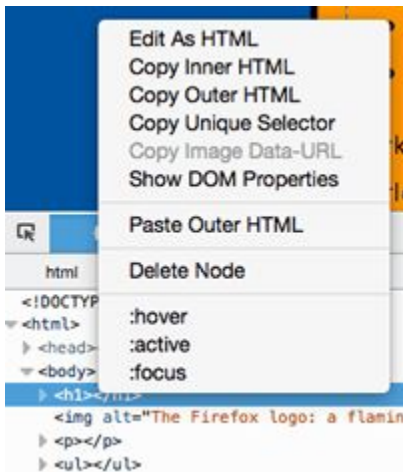 Edit As HTML
Copy Inner HTML
Copy Outer HTML
Copy Unique Selector
Copy Image Data-URL
Show DOM Properties
Paste Outer HTML
Delete Node
html
<!DOCTYP
:hover
<html>
:active
<head>
:focus
<body>
<h1></h1>
<img alt="The Firefox logo: a flamin
<p></p>
<ul></ul>